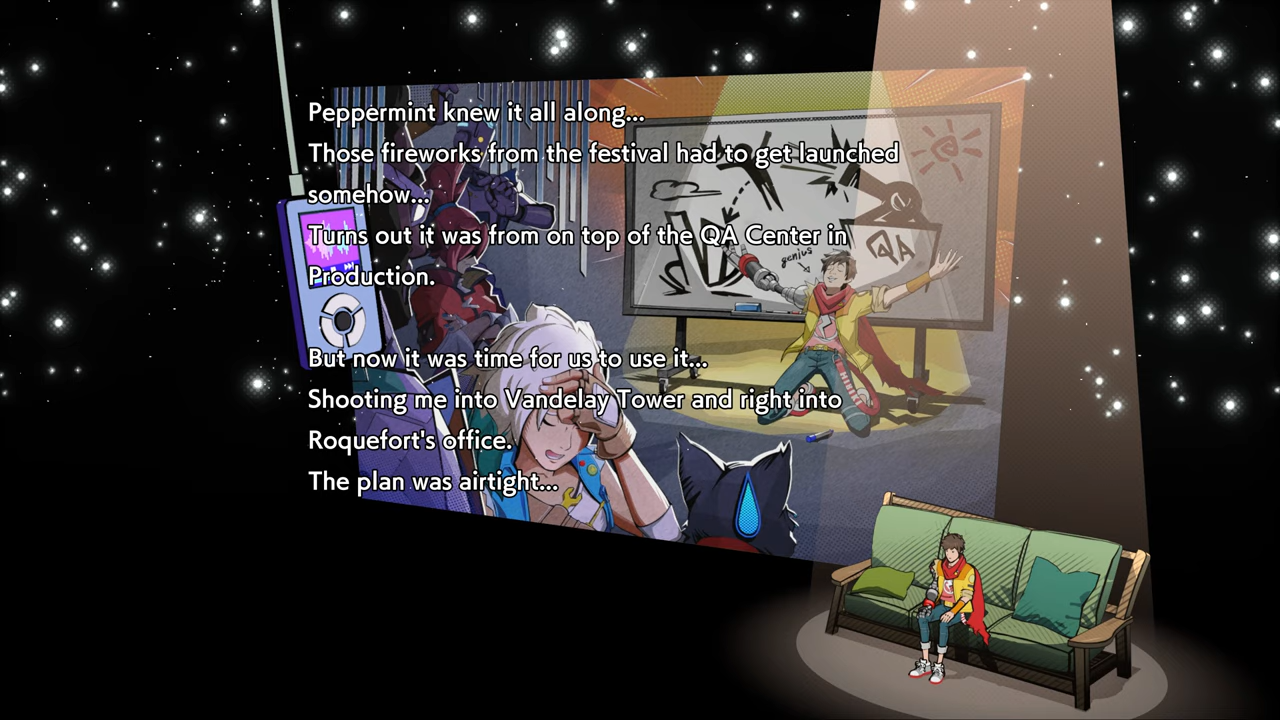 Peppermint knew it all along...
Those fireworks from the festival had to get launched
somehow...
Turns out it was from on top of the QA Center in
Production.
But now it was time for us to use it...
Shooting me into Vandelay Tower and right into
Roquefort's office.
The plan was airtight...
genius
QA